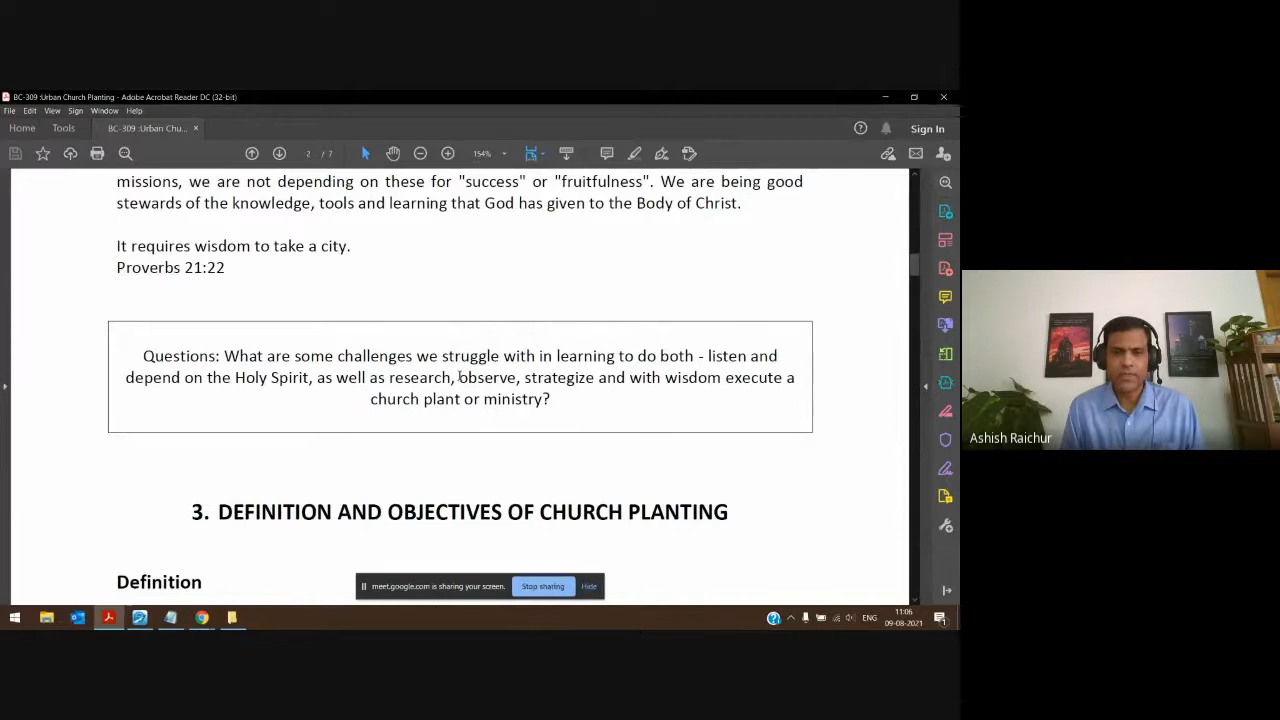 BC-309 :Urban Church Planting - Adobe Acrobat Reader DC (32-bit)
File Edit View Sign Window Help
Home Tools BC-309 :Urban Chu... × Sign In
2 / 7 154%
missions, we are not depending on these for "success" or "fruitfulness". We are being good
stewards of the knowledge, tools and learning that God has given to the Body of Christ.
It requires wisdom to take a city.
Proverbs 21:22
Questions: What are some challenges we struggle with in learning to do both - listen and
depend on the Holy Spirit, as well as research, observe, strategize and with wisdom execute a
church plant or ministry?
3. DEFINITION AND OBJECTIVES OF CHURCH PLANTING
Definition
meet.google.com is sharing your screen. Stop sharing Hide
Ashish Raichur
ENG
11:06
09-08-2021